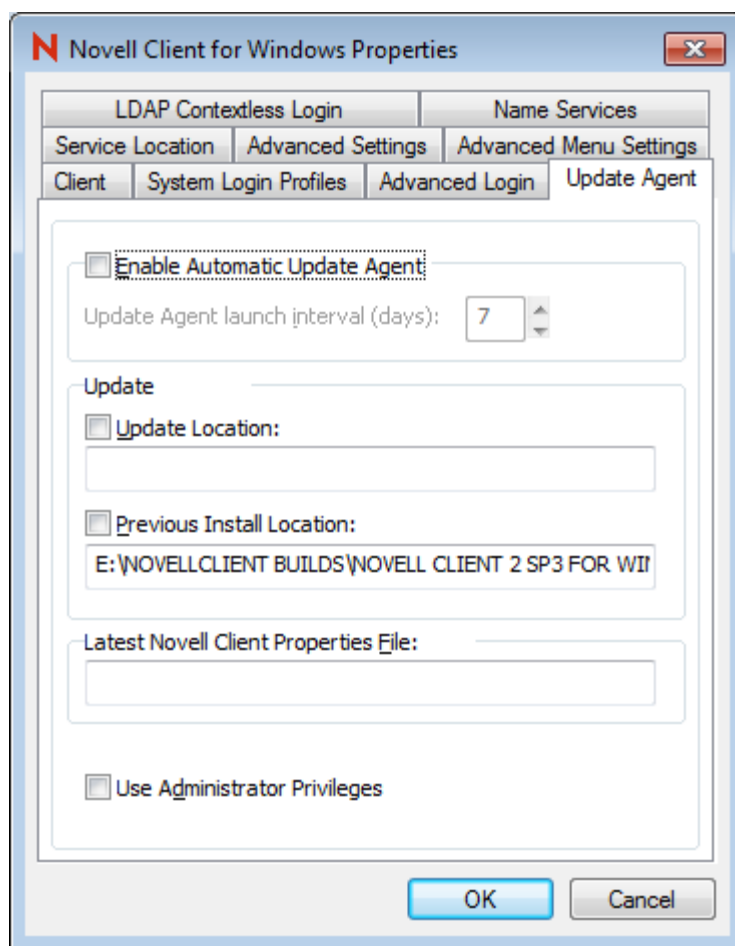 Novell Client for Windows Properties
LDAP Contextless Login Name Services
Service Location Advanced Settings Advanced Menu Settings
Client System Login Profiles Advanced Login Update Agent
Enable Automatic Update Agent
Update Agent launch interval (days): 7
Update
Update Location:
Previous Install Location:
E:\NOVELLCLIENT BUILDS\NOVELL CLIENT 2 SP3 FOR WIN
Latest Novell Client Properties File:
Use Administrator Privileges
OK Cancel